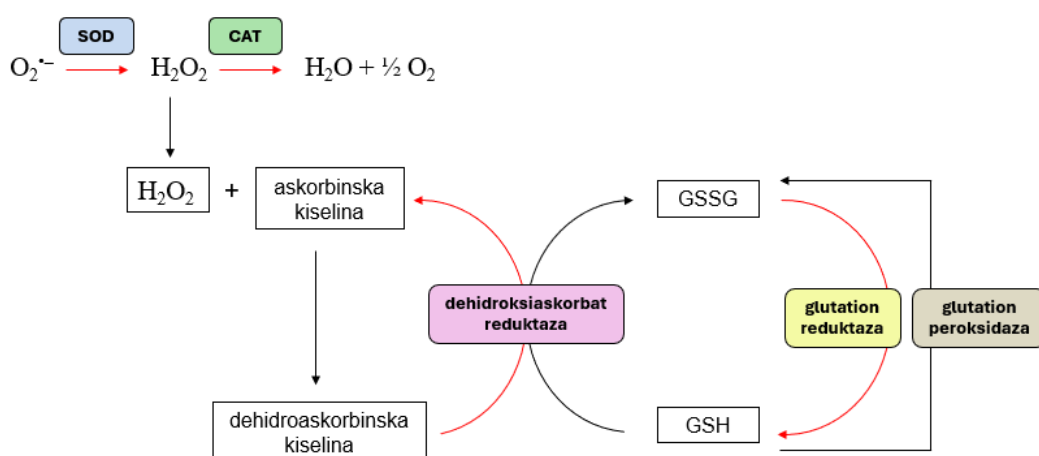 SOD
CAT
O₂•− H₂O₂ H₂O + ½ O₂
H₂O₂ + askorbinska
kiselina
GSSG
dehidroksiaskorbat
reduktaza
glutation
reduktaza
glutation
peroksidaza
dehidroaskorbinska
kiselina
GSH